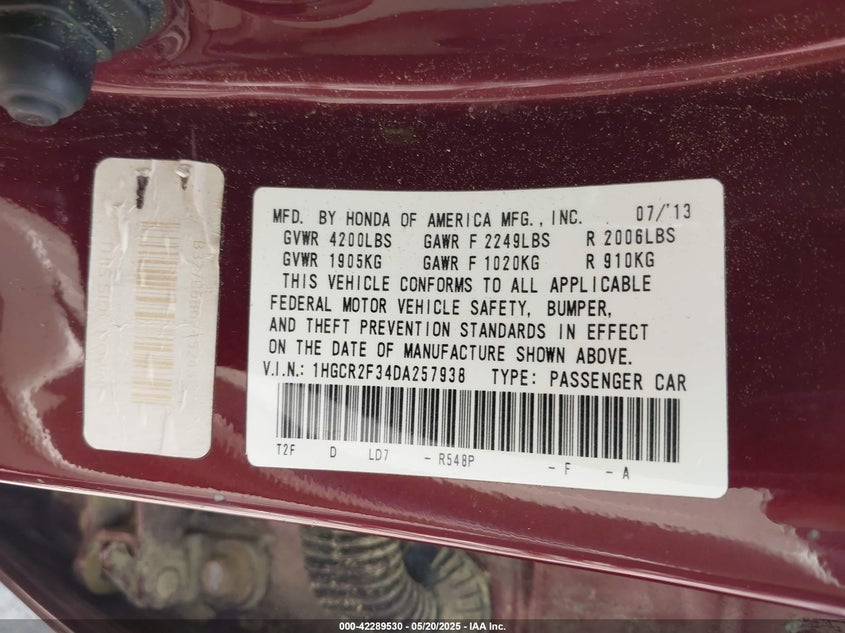 MFD. BY HONDA OF AMERICA MFG., INC. 07/'13
GVWR 4200LBS GAWR F 2249LBS R 2006LBS
GVWR 1905KG GAWR F 1020KG R 910KG
THIS VEHICLE CONFORMS TO ALL APPLICABLE
FEDERAL MOTOR VEHICLE SAFETY, BUMPER,
AND THEFT PREVENTION STANDARDS IN EFFECT
ON THE DATE OF MANUFACTURE SHOWN ABOVE.
V.I.N.: 1HGCR2F34DA257938 TYPE: PASSENGER CAR
T2F D LD7 - R548P - F - A
000-42289530 - 05/20/2025 - IAA Inc.